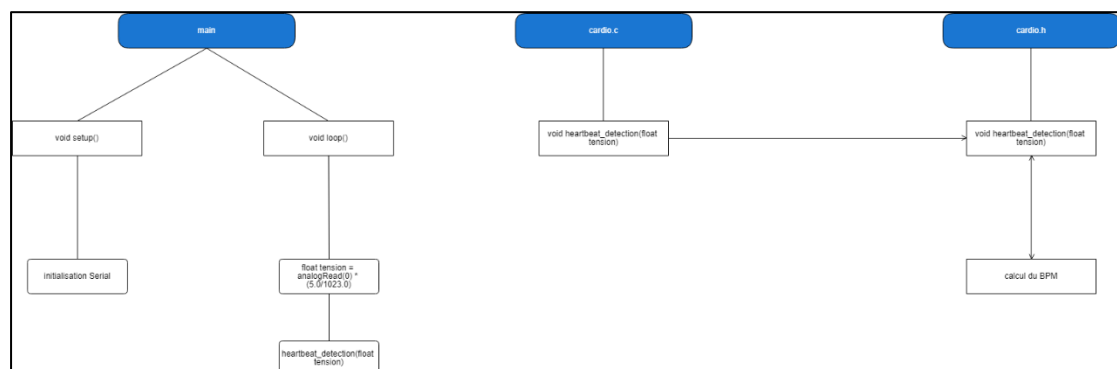 main
cardio.c
cardio.h
void setup()
void loop()
void heartbeat_detection(float
tension)
void heartbeat_detection(float
tension)
initialisation Serial
float tension =
analogRead(0) *
(5.0/1023.0)
calcul du BPM
heartbeat_detection(float
tension)